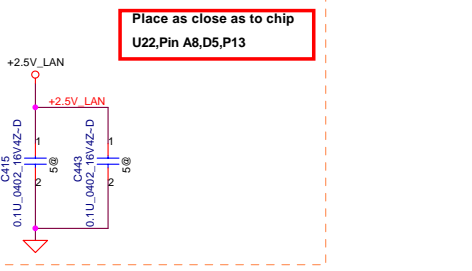 Place as close as to chip
U22,Pin A8,D5,P13
+2.5V_LAN
+2.5V_LAN
C415
0.1U_0402_16V4Z~D
1
2
5@
C443
0.1U_0402_16V4Z~D
1
2
5@